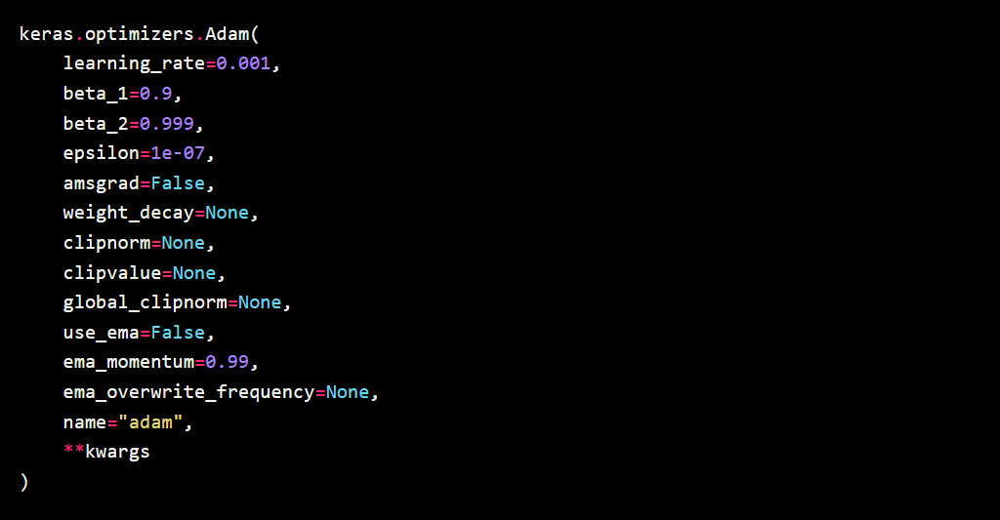 keras.optimizers.Adam(
    learning_rate=0.001,
    beta_1=0.9,
    beta_2=0.999,
    epsilon=1e-07,
    amsgrad=False,
    weight_decay=None,
    clipnorm=None,
    clipvalue=None,
    global_clipnorm=None,
    use_ema=False,
    ema_momentum=0.99,
    ema_overwrite_frequency=None,
    name="adam",
    **kwargs
)